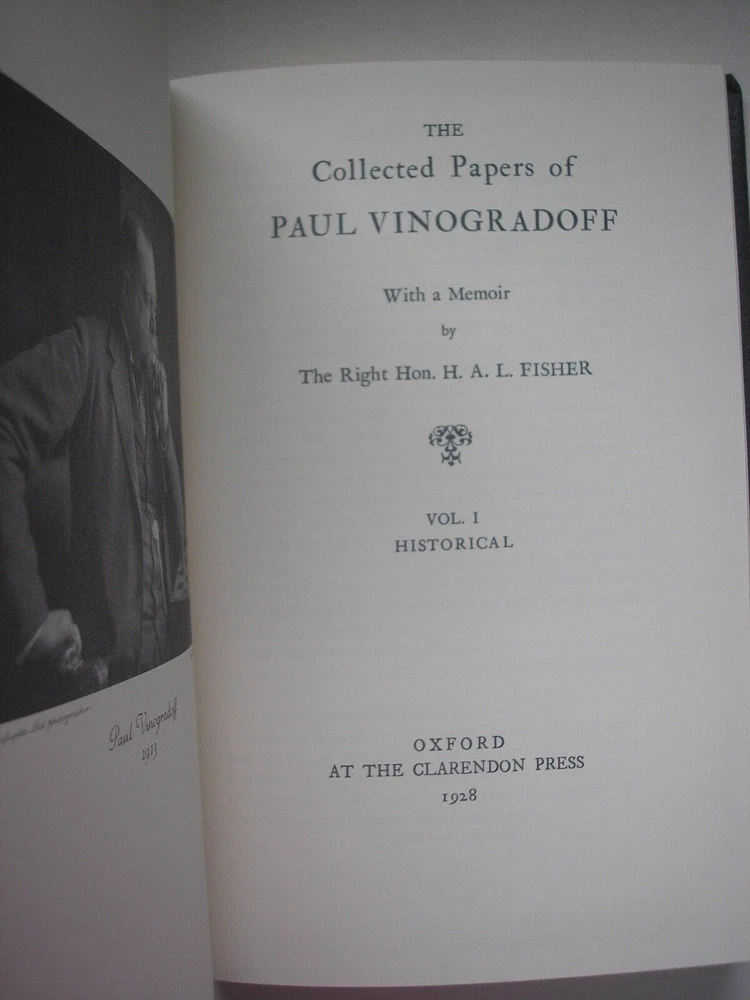 Paul Vinogradoff
1913
THE
Collected Papers of
PAUL VINOGRADOFF
With a Memoir
by
The Right Hon. H. A. L. FISHER
VOL. I
HISTORICAL
OXFORD
AT THE CLARENDON PRESS
1928